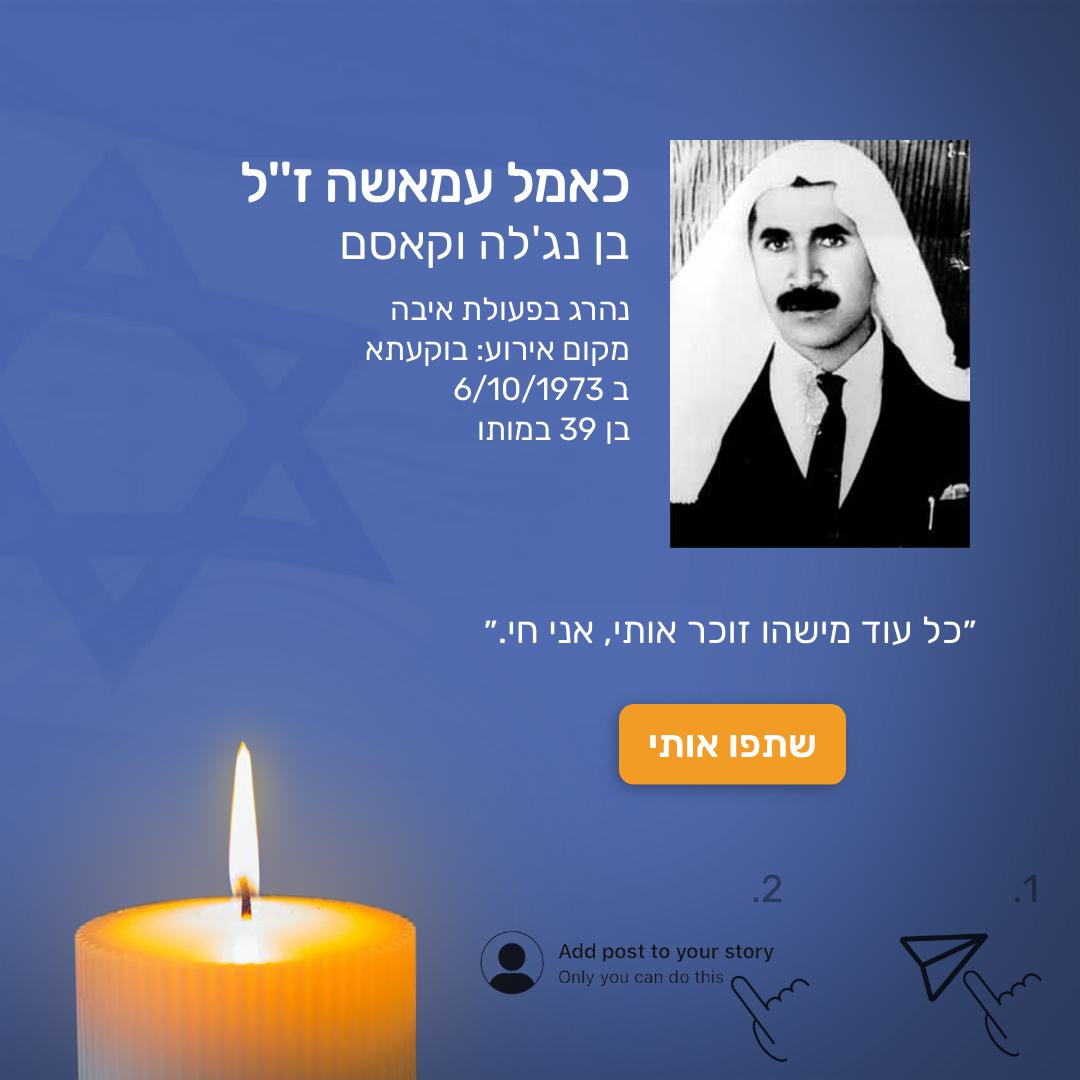 כאמל עמאשה ז"ל
בן נג'לה וקאסם
נהרג בפעולת איבה
מקום אירוע: בוקעתא
ב 6/10/1973
בן 39 במותו
״כל עוד מישהו זוכר אותי, אני חי.״
שתפו אותי
1.
2.
Add post to your story
Only you can do this